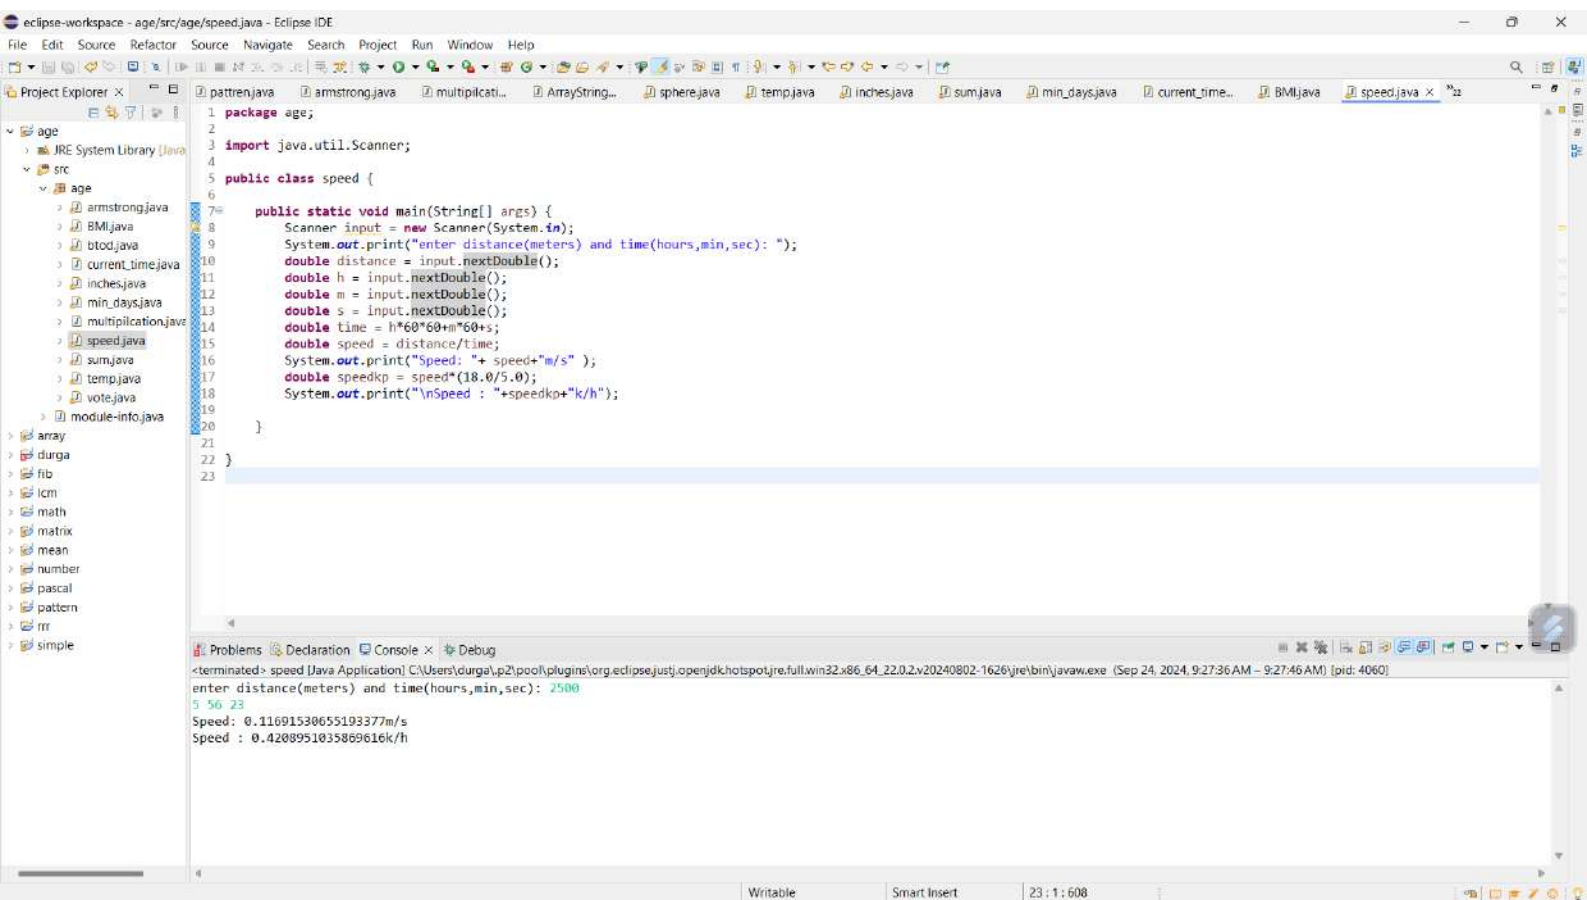 eclipse-workspace - age/src/age/speed.java - Eclipse IDE
File Edit Source Refactor Source Navigate Search Project Run Window Help
Project Explorer
pattren.java armstrong.java multipilcati... ArrayString... sphere.java temp.java inches.java sum.java min_days.java current_time... BMI.java speed.java "22
age
JRE System Library [Java
src
age
armstrong.java
BMI.java
btod.java
current_time.java
inches.java
min_days.java
multipilcation.java
speed.java
sum.java
temp.java
vote.java
module-info.java
array
durga
fib
lcm
math
matrix
mean
number
pascal
pattern
rrr
simple
1 package age;
2
3 import java.util.Scanner;
4
5 public class speed {
6
7 public static void main(String[] args) {
8 Scanner input = new Scanner(System.in);
9 System.out.print("enter distance(meters) and time(hours,min,sec): ");
10 double distance = input.nextDouble();
11 double h = input.nextDouble();
12 double m = input.nextDouble();
13 double s = input.nextDouble();
14 double time = h*60*60+m*60+s;
15 double speed = distance/time;
16 System.out.print("Speed: "+ speed+"m/s" );
17 double speedkp = speed*(18.0/5.0);
18 System.out.print("\nSpeed : "+speedkp+"k/h");
19
20 }
21
22 }
23
Problems Declaration Console Debug
<terminated> speed [Java Application] C:\Users\durga\.p2\pool\plugins\org.eclipse.justj.openjdk.hotspot.jre.full.win32.x86_64_22.0.2.v20240802-1626\jre\bin\javaw.exe (Sep 24, 2024, 9:27:36 AM – 9:27:46 AM) [pid: 4060]
enter distance(meters) and time(hours,min,sec): 2500
5 56 23
Speed: 0.11691530655193377m/s
Speed : 0.4208951035869616k/h
Writable Smart Insert 23 : 1 : 608